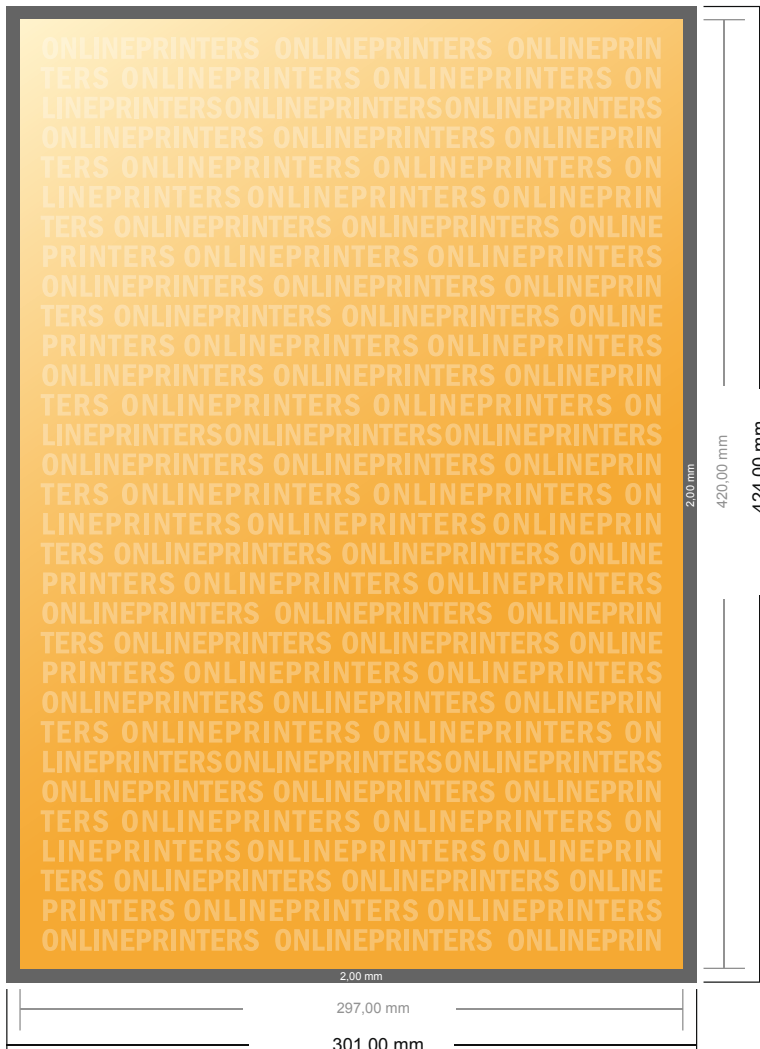 ONLINEPRINTERS ONLINEPRINTERS ONLINEPRIN
TERS ONLINEPRINTERS ONLINEPRINTERS ON
LINEPRINTERSONLINEPRINTERSONLINEPRINTERS
ONLINEPRINTERS ONLINEPRINTERS ONLINEPRIN
TERS ONLINEPRINTERS ONLINEPRINTERS ON
LINEPRINTERS ONLINEPRINTERS ONLINEPRIN
TERS ONLINEPRINTERS ONLINEPRINTERS ONLINE
PRINTERS ONLINEPRINTERS ONLINEPRINTERS
ONLINEPRINTERS ONLINEPRINTERS ONLINEPRIN
TERS ONLINEPRINTERS ONLINEPRINTERS ONLINE
PRINTERS ONLINEPRINTERS ONLINEPRINTERS
ONLINEPRINTERS ONLINEPRINTERS ONLINEPRIN
TERS ONLINEPRINTERS ONLINEPRINTERS ON
LINEPRINTERSONLINEPRINTERSONLINEPRINTERS
ONLINEPRINTERS ONLINEPRINTERS ONLINEPRIN
TERS ONLINEPRINTERS ONLINEPRINTERS ON
LINEPRINTERS ONLINEPRINTERS ONLINEPRIN
TERS ONLINEPRINTERS ONLINEPRINTERS ONLINE
PRINTERS ONLINEPRINTERS ONLINEPRINTERS
ONLINEPRINTERS ONLINEPRINTERS ONLINEPRIN
TERS ONLINEPRINTERS ONLINEPRINTERS ONLINE
PRINTERS ONLINEPRINTERS ONLINEPRINTERS
ONLINEPRINTERS ONLINEPRINTERS ONLINEPRIN
TERS ONLINEPRINTERS ONLINEPRINTERS ON
LINEPRINTERSONLINEPRINTERSONLINEPRINTERS
ONLINEPRINTERS ONLINEPRINTERS ONLINEPRIN
TERS ONLINEPRINTERS ONLINEPRINTERS ON
LINEPRINTERS ONLINEPRINTERS ONLINEPRIN
TERS ONLINEPRINTERS ONLINEPRINTERS ONLINE
PRINTERS ONLINEPRINTERS ONLINEPRINTERS
ONLINEPRINTERS ONLINEPRINTERS ONLINEPRIN
2,00 mm
420,00 mm
424,00 mm
2,00 mm
297,00 mm
301,00 mm